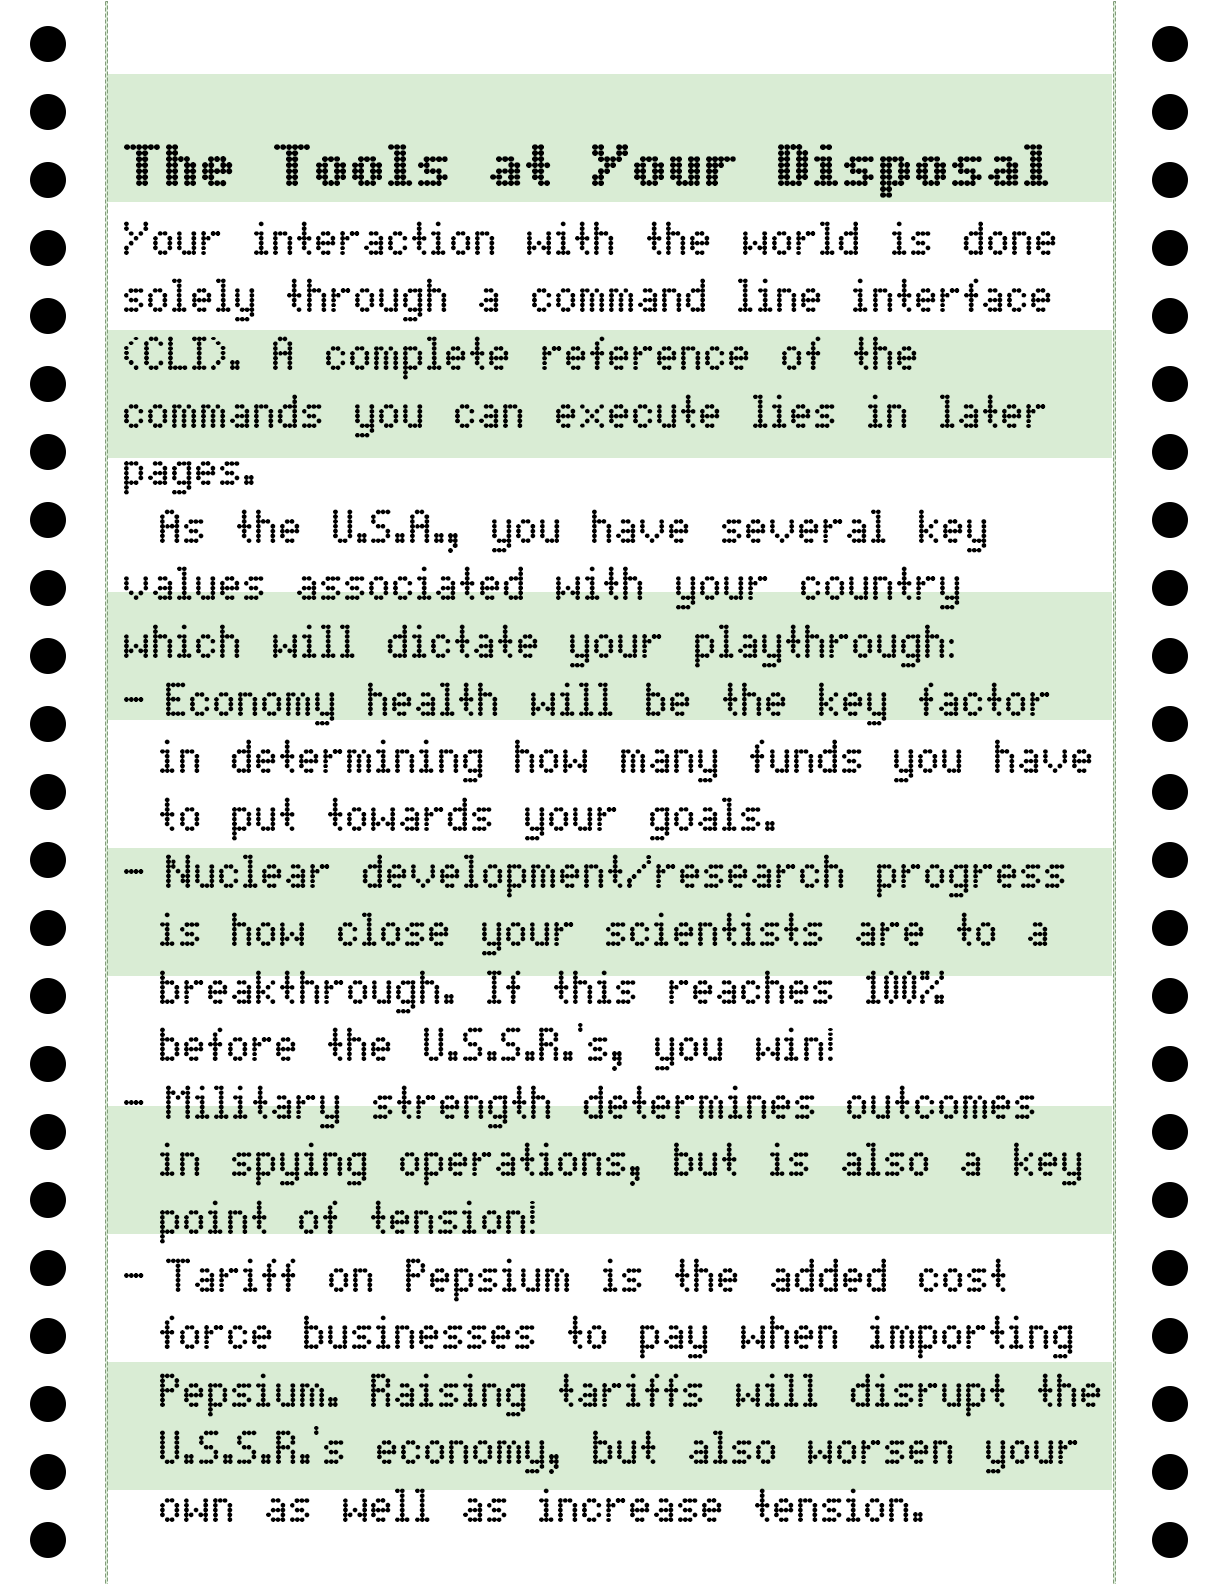 The Tools at Your Disposal
Your interaction with the world is done
solely through a command line interface
(CLI). A complete reference of the
commands you can execute lies in later
pages.
As the U.S.A., you have several key
values associated with your country
which will dictate your playthrough:
- Economy health will be the key factor
in determining how many funds you have
to put towards your goals.
- Nuclear development/research progress
is how close your scientists are to a
breakthrough. If this reaches 100%
before the U.S.S.R.'s, you win!
- Military strength determines outcomes
in spying operations, but is also a key
point of tension!
- Tariff on Pepsium is the added cost
force businesses to pay when importing
Pepsium. Raising tariffs will disrupt the
U.S.S.R.'s economy, but also worsen your
own as well as increase tension.